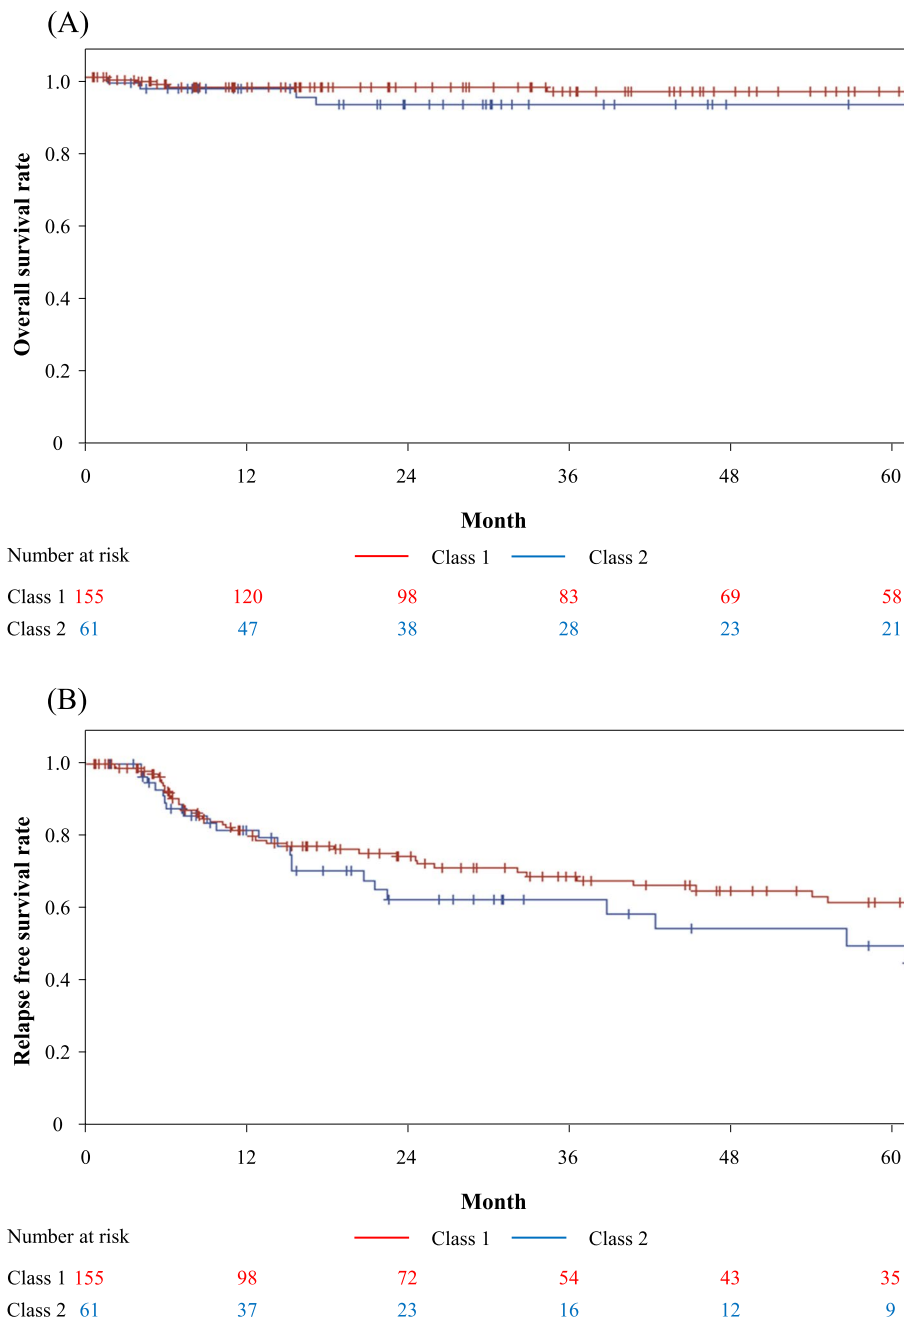 (A)
Overall survival rate
1.0
0.8
0.6
0.4
0.2
0
0 12 24 36 48 60
Month
Number at risk Class 1 Class 2
Class 1 155 120 98 83 69 58
Class 2 61 47 38 28 23 21
(B)
Relapse free survival rate
1.0
0.8
0.6
0.4
0.2
0
0 12 24 36 48 60
Month
Number at risk Class 1 Class 2
Class 1 155 98 72 54 43 35
Class 2 61 37 23 16 12 9